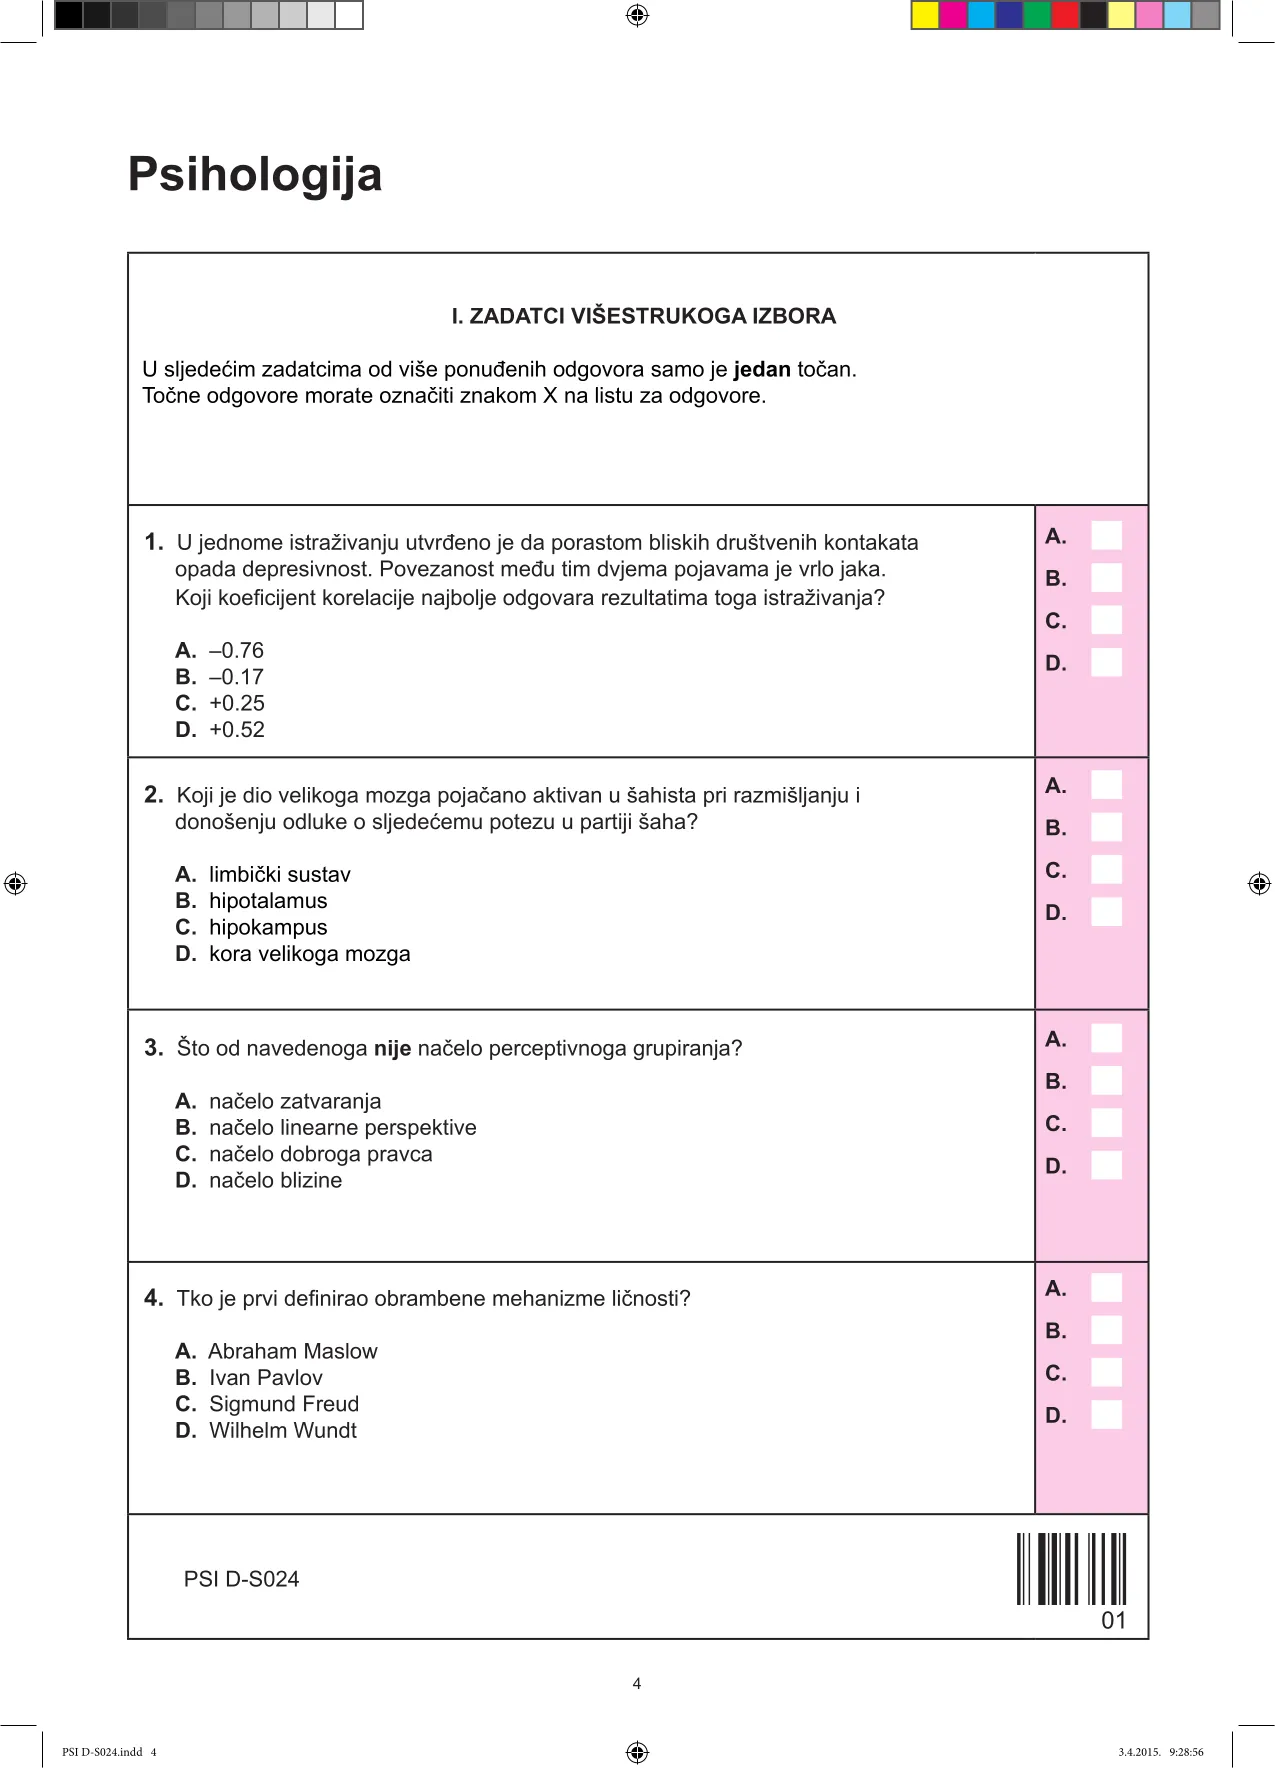 Psihologija
I. ZADATCI VIŠESTRUKOGA IZBORA
U sljedećim zadatcima od više ponuđenih odgovora samo je jedan točan.
Točne odgovore morate označiti znakom X na listu za odgovore.
1. U jednome istraživanju utvrđeno je da porastom bliskih društvenih kontakata
opada depresivnost. Povezanost među tim dvjema pojavama je vrlo jaka.
Koji koeficijent korelacije najbolje odgovara rezultatima toga istraživanja?
A. –0.76
B. –0.17
C. +0.25
D. +0.52
A.
B.
C.
D.
2. Koji je dio velikoga mozga pojačano aktivan u šahista pri razmišljanju i
donošenju odluke o sljedećemu potezu u partiji šaha?
A. limbički sustav
B. hipotalamus
C. hipokampus
D. kora velikoga mozga
A.
B.
C.
D.
3. Što od navedenoga nije načelo perceptivnoga grupiranja?
A. načelo zatvaranja
B. načelo linearne perspektive
C. načelo dobroga pravca
D. načelo blizine
A.
B.
C.
D.
4. Tko je prvi definirao obrambene mehanizme ličnosti?
A. Abraham Maslow
B. Ivan Pavlov
C. Sigmund Freud
D. Wilhelm Wundt
A.
B.
C.
D.
PSI D-S024
01
4
PSI D-S024.indd 4
3.4.2015. 9:28:56